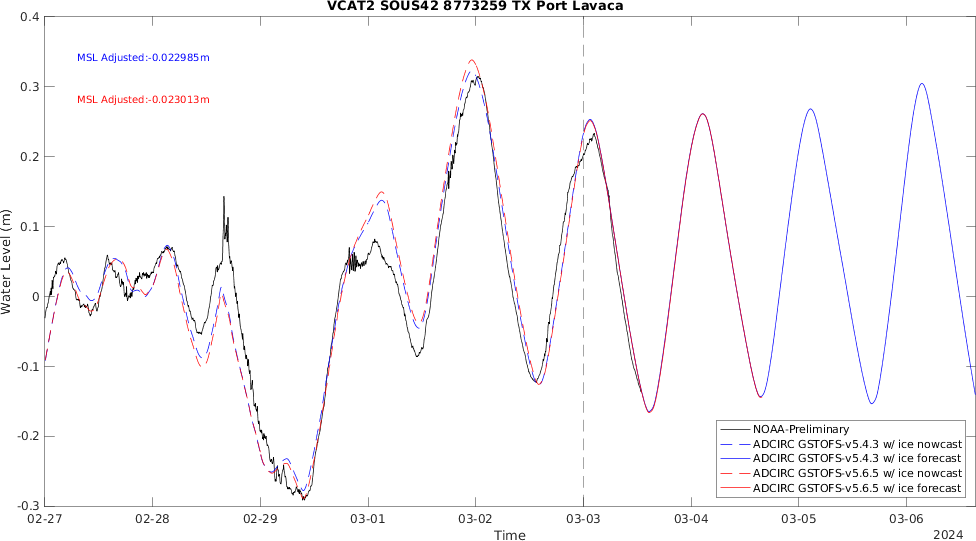 VCAT2 SOUS42 8773259 TX Port Lavaca
0.4
MSL Adjusted:-0.022985m
0.3
MSL Adjusted:-0.023013m
0.2
0.1
Water Level (m)
0
-0.1
-0.2
-0.3
NOAA-Preliminary
ADCIRC GSTOFS-v5.4.3 w/ ice nowcast
ADCIRC GSTOFS-v5.4.3 w/ ice forecast
ADCIRC GSTOFS-v5.6.5 w/ ice nowcast
ADCIRC GSTOFS-v5.6.5 w/ ice forecast
02-27 02-28 02-29 03-01 03-02 03-03 03-04 03-05 03-06
Time
2024